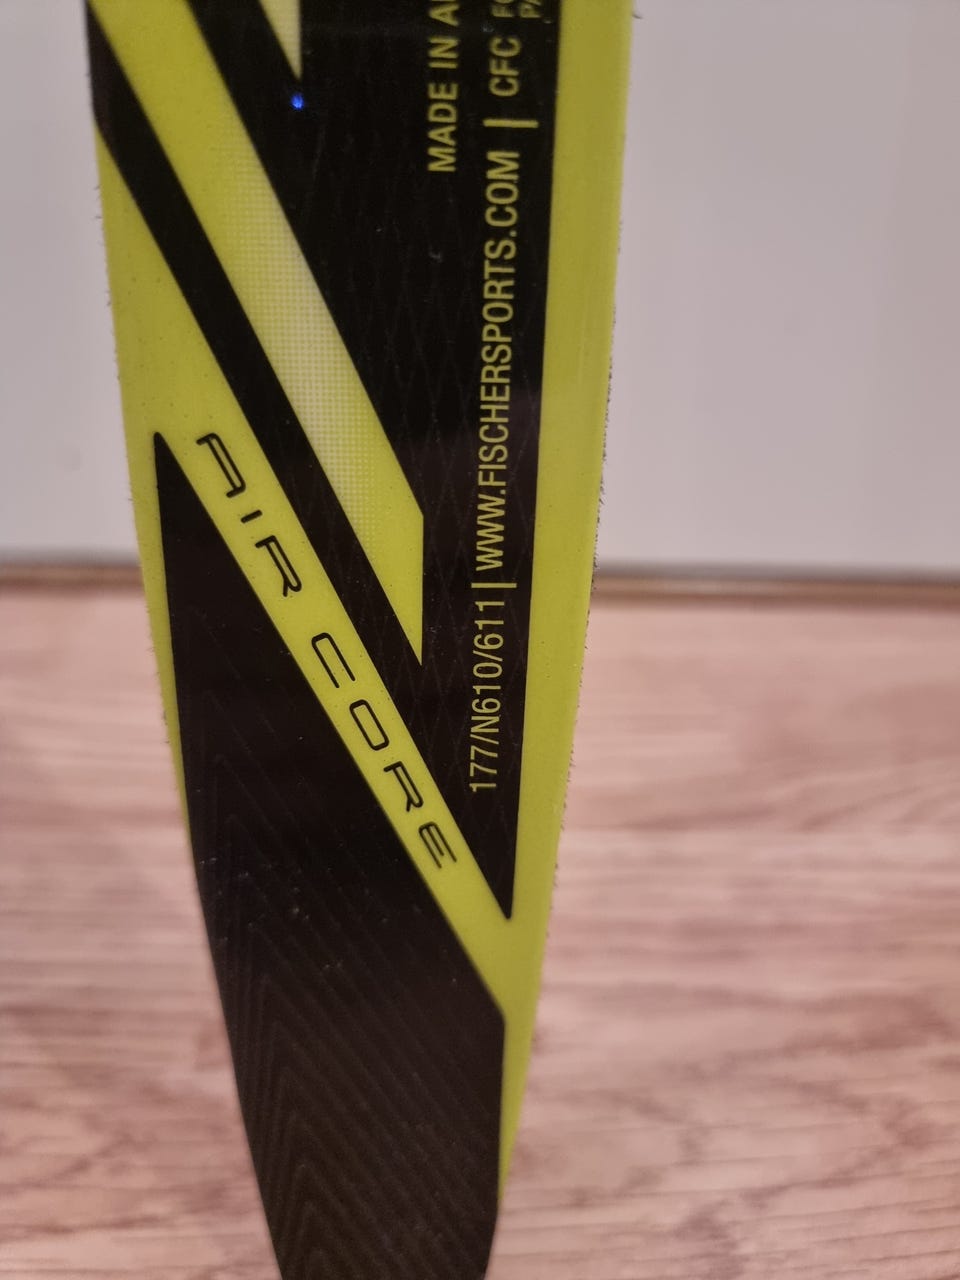 MADE IN
177/N610/611 | WWW.FISCHERSPORTS.COM | CFC
AIR CORE